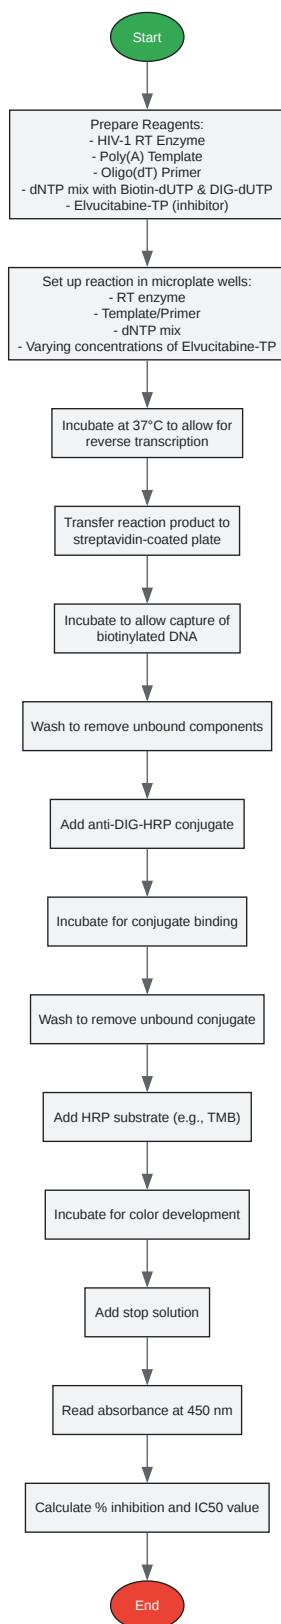 Start
Prepare Reagents:
- HIV-1 RT Enzyme
- Poly(A) Template
- Oligo(dT) Primer
- dNTP mix with Biotin-dUTP & DIG-dUTP
- Elvucitabine-TP (inhibitor)
Set up reaction in microplate wells:
- RT enzyme
- Template/Primer
- dNTP mix
- Varying concentrations of Elvucitabine-TP
Incubate at 37°C to allow for
reverse transcription
Transfer reaction product to
streptavidin-coated plate
Incubate to allow capture of
biotinylated DNA
Wash to remove unbound components
Add anti-DIG-HRP conjugate
Incubate for conjugate binding
Wash to remove unbound conjugate
Add HRP substrate (e.g., TMB)
Incubate for color development
Add stop solution
Read absorbance at 450 nm
Calculate % inhibition and IC50 value
End